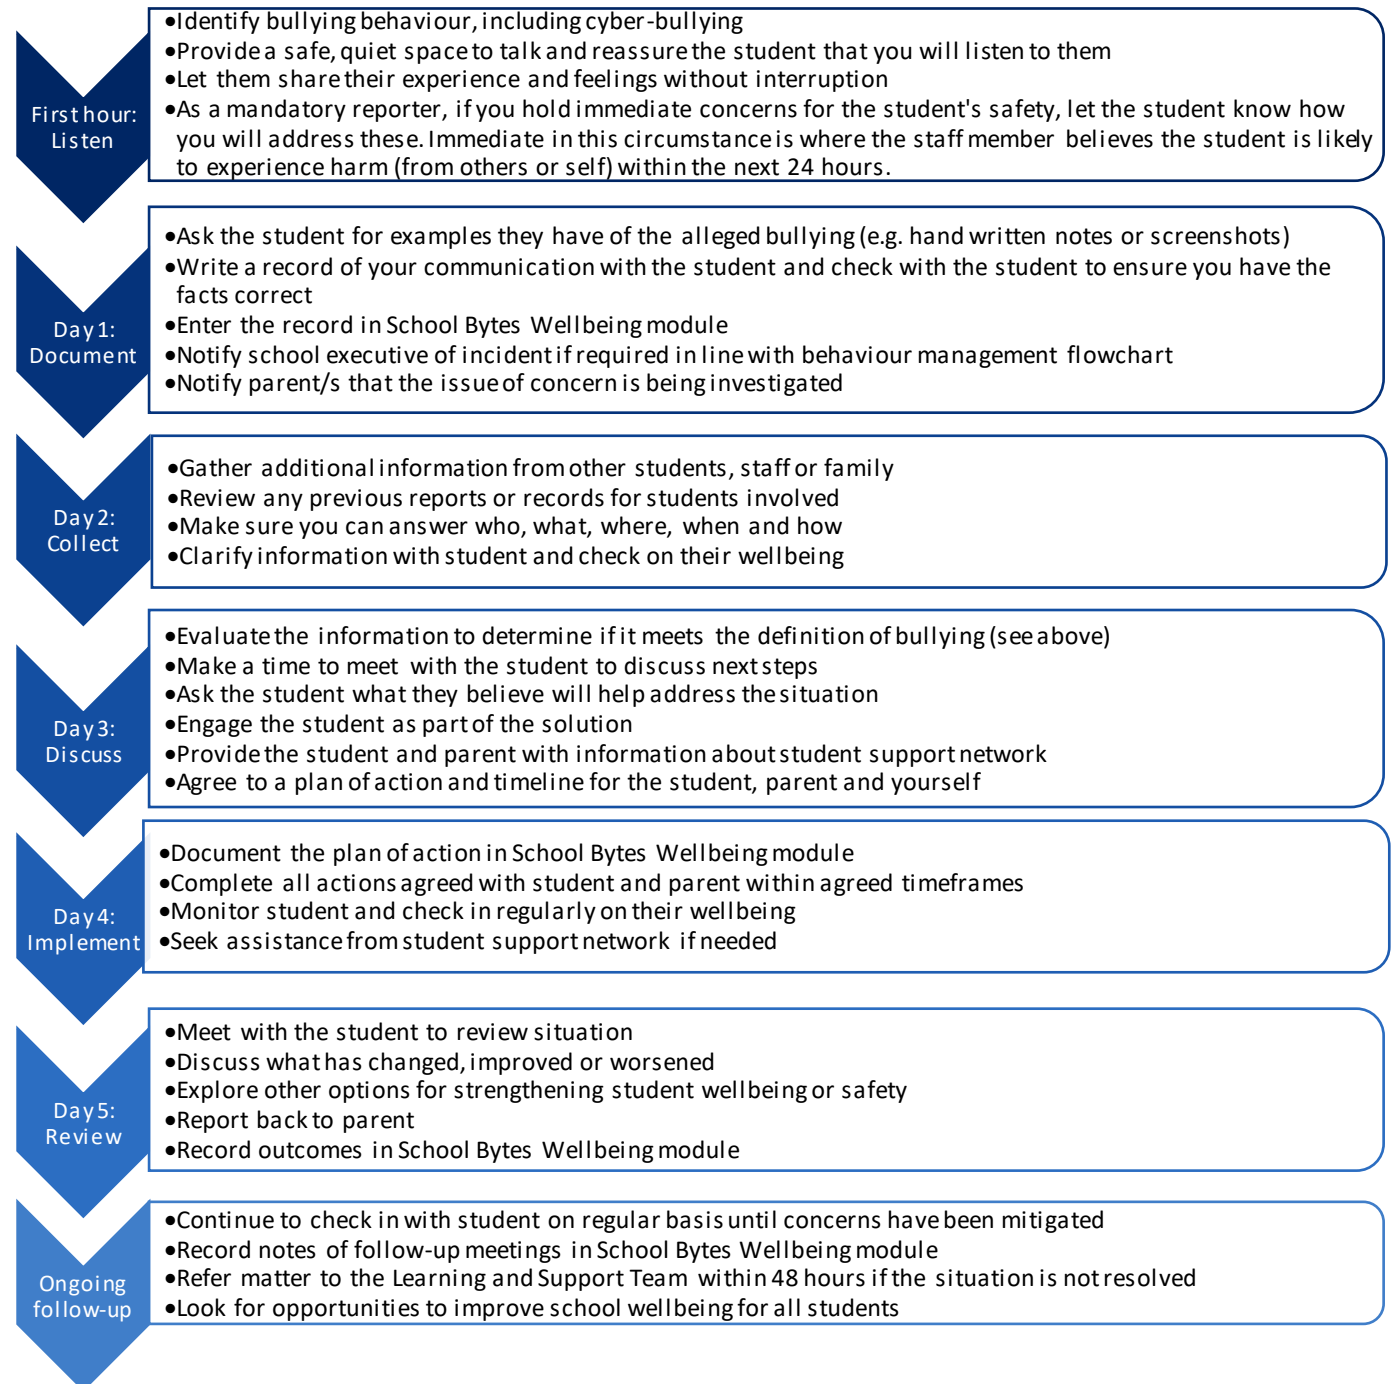 First hour:
Listen
•Identify bullying behaviour, including cyber-bullying
•Provide a safe, quiet space to talk and reassure the student that you will listen to them
•Let them share their experience and feelings without interruption
•As a mandatory reporter, if you hold immediate concerns for the student's safety, let the student know how
you will address these. Immediate in this circumstance is where the staff member believes the student is likely
to experience harm (from others or self) within the next 24 hours.
Day 1:
Document
•Ask the student for examples they have of the alleged bullying (e.g. hand written notes or screenshots)
•Write a record of your communication with the student and check with the student to ensure you have the
facts correct
•Enter the record in School Bytes Wellbeing module
•Notify school executive of incident if required in line with behaviour management flowchart
•Notify parent/s that the issue of concern is being investigated
Day 2:
Collect
•Gather additional information from other students, staff or family
•Review any previous reports or records for students involved
•Make sure you can answer who, what, where, when and how
•Clarify information with student and check on their wellbeing
Day 3:
Discuss
•Evaluate the information to determine if it meets the definition of bullying (see above)
•Make a time to meet with the student to discuss next steps
•Ask the student what they believe will help address the situation
•Engage the student as part of the solution
•Provide the student and parent with information about student support network
•Agree to a plan of action and timeline for the student, parent and yourself
Day 4:
Implement
•Document the plan of action in School Bytes Wellbeing module
•Complete all actions agreed with student and parent within agreed timeframes
•Monitor student and check in regularly on their wellbeing
•Seek assistance from student support network if needed
Day 5:
Review
•Meet with the student to review situation
•Discuss what has changed, improved or worsened
•Explore other options for strengthening student wellbeing or safety
•Report back to parent
•Record outcomes in School Bytes Wellbeing module
Ongoing
follow-up
•Continue to check in with student on regular basis until concerns have been mitigated
•Record notes of follow-up meetings in School Bytes Wellbeing module
•Refer matter to the Learning and Support Team within 48 hours if the situation is not resolved
•Look for opportunities to improve school wellbeing for all students